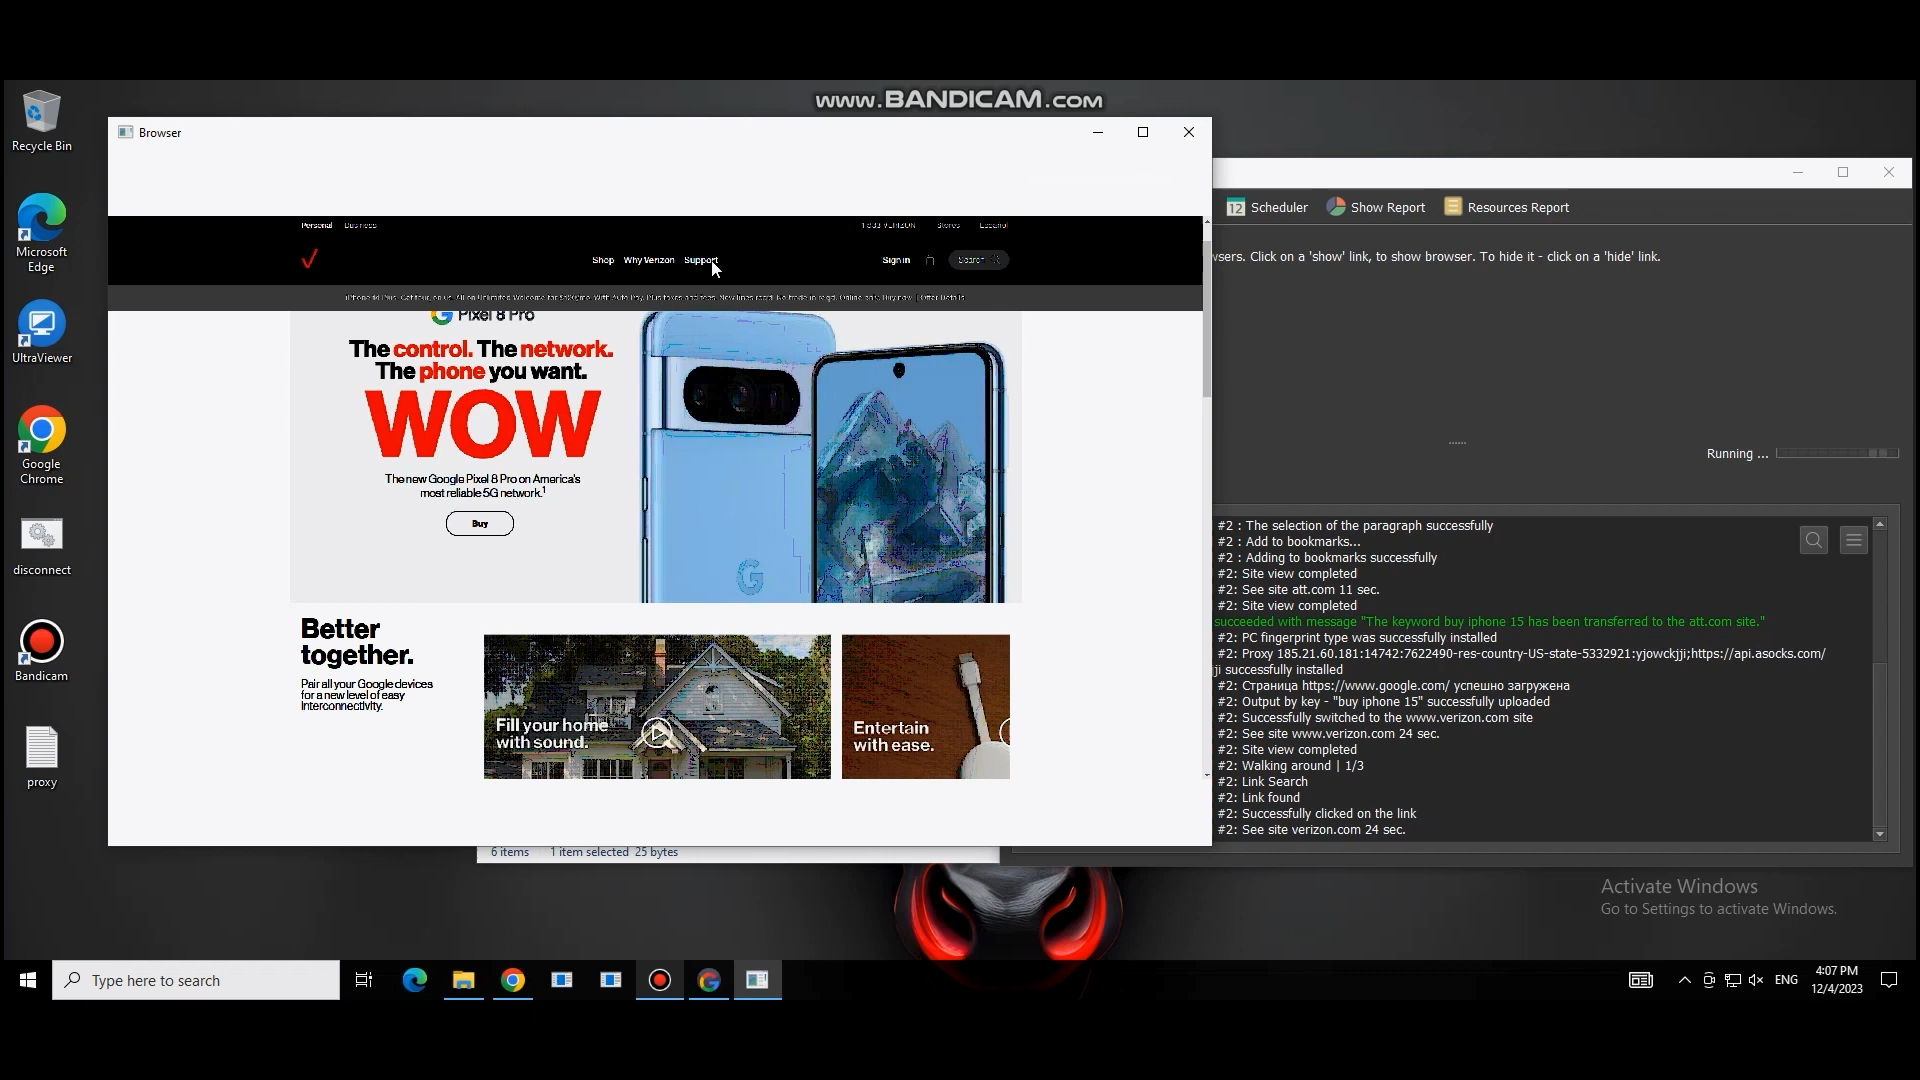 www.BANDICAM.com
Recycle Bin
Microsoft
Edge
UltraViewer
Google
Chrome
disconnect
Bandicam
proxy
Browser
Personal Business
Stores Español
Shop Why Verizon Support
Sign in Search
Pixel 8 Pro
The control. The network.
The phone you want.
WOW
The new Google Pixel 8 Pro on America's
most reliable 5G network.1
Buy
Better
together.
Pair all your Google devices
for a new level of easy
interconnectivity.
Fill your home
with sound.
Entertain
with ease.
6 items 1 item selected 25 bytes
12 Scheduler Show Report Resources Report
wsers. Click on a 'show' link, to show browser. To hide it - click on a 'hide' link.
Running ...
#2 : The selection of the paragraph successfully
#2 : Add to bookmarks...
#2 : Adding to bookmarks successfully
#2: Site view completed
#2: See site att.com 11 sec.
#2: Site view completed
succeeded with message "The keyword buy iphone 15 has been transferred to the att.com site."
#2: PC fingerprint type was successfully installed
#2: Proxy 185.21.60.181:14742:7622490-res-country-US-state-5332921:yjowckjji;https://api.asocks.com/
ji successfully installed
#2: Страница https://www.google.com/ успешно загружена
#2: Output by key - "buy iphone 15" successfully uploaded
#2: Successfully switched to the www.verizon.com site
#2: See site www.verizon.com 24 sec.
#2: Site view completed
#2: Walking around | 1/3
#2: Link Search
#2: Link found
#2: Successfully clicked on the link
#2: See site verizon.com 24 sec.
Activate Windows
Go to Settings to activate Windows.
Type here to search
ENG
4:07 PM
12/4/2023